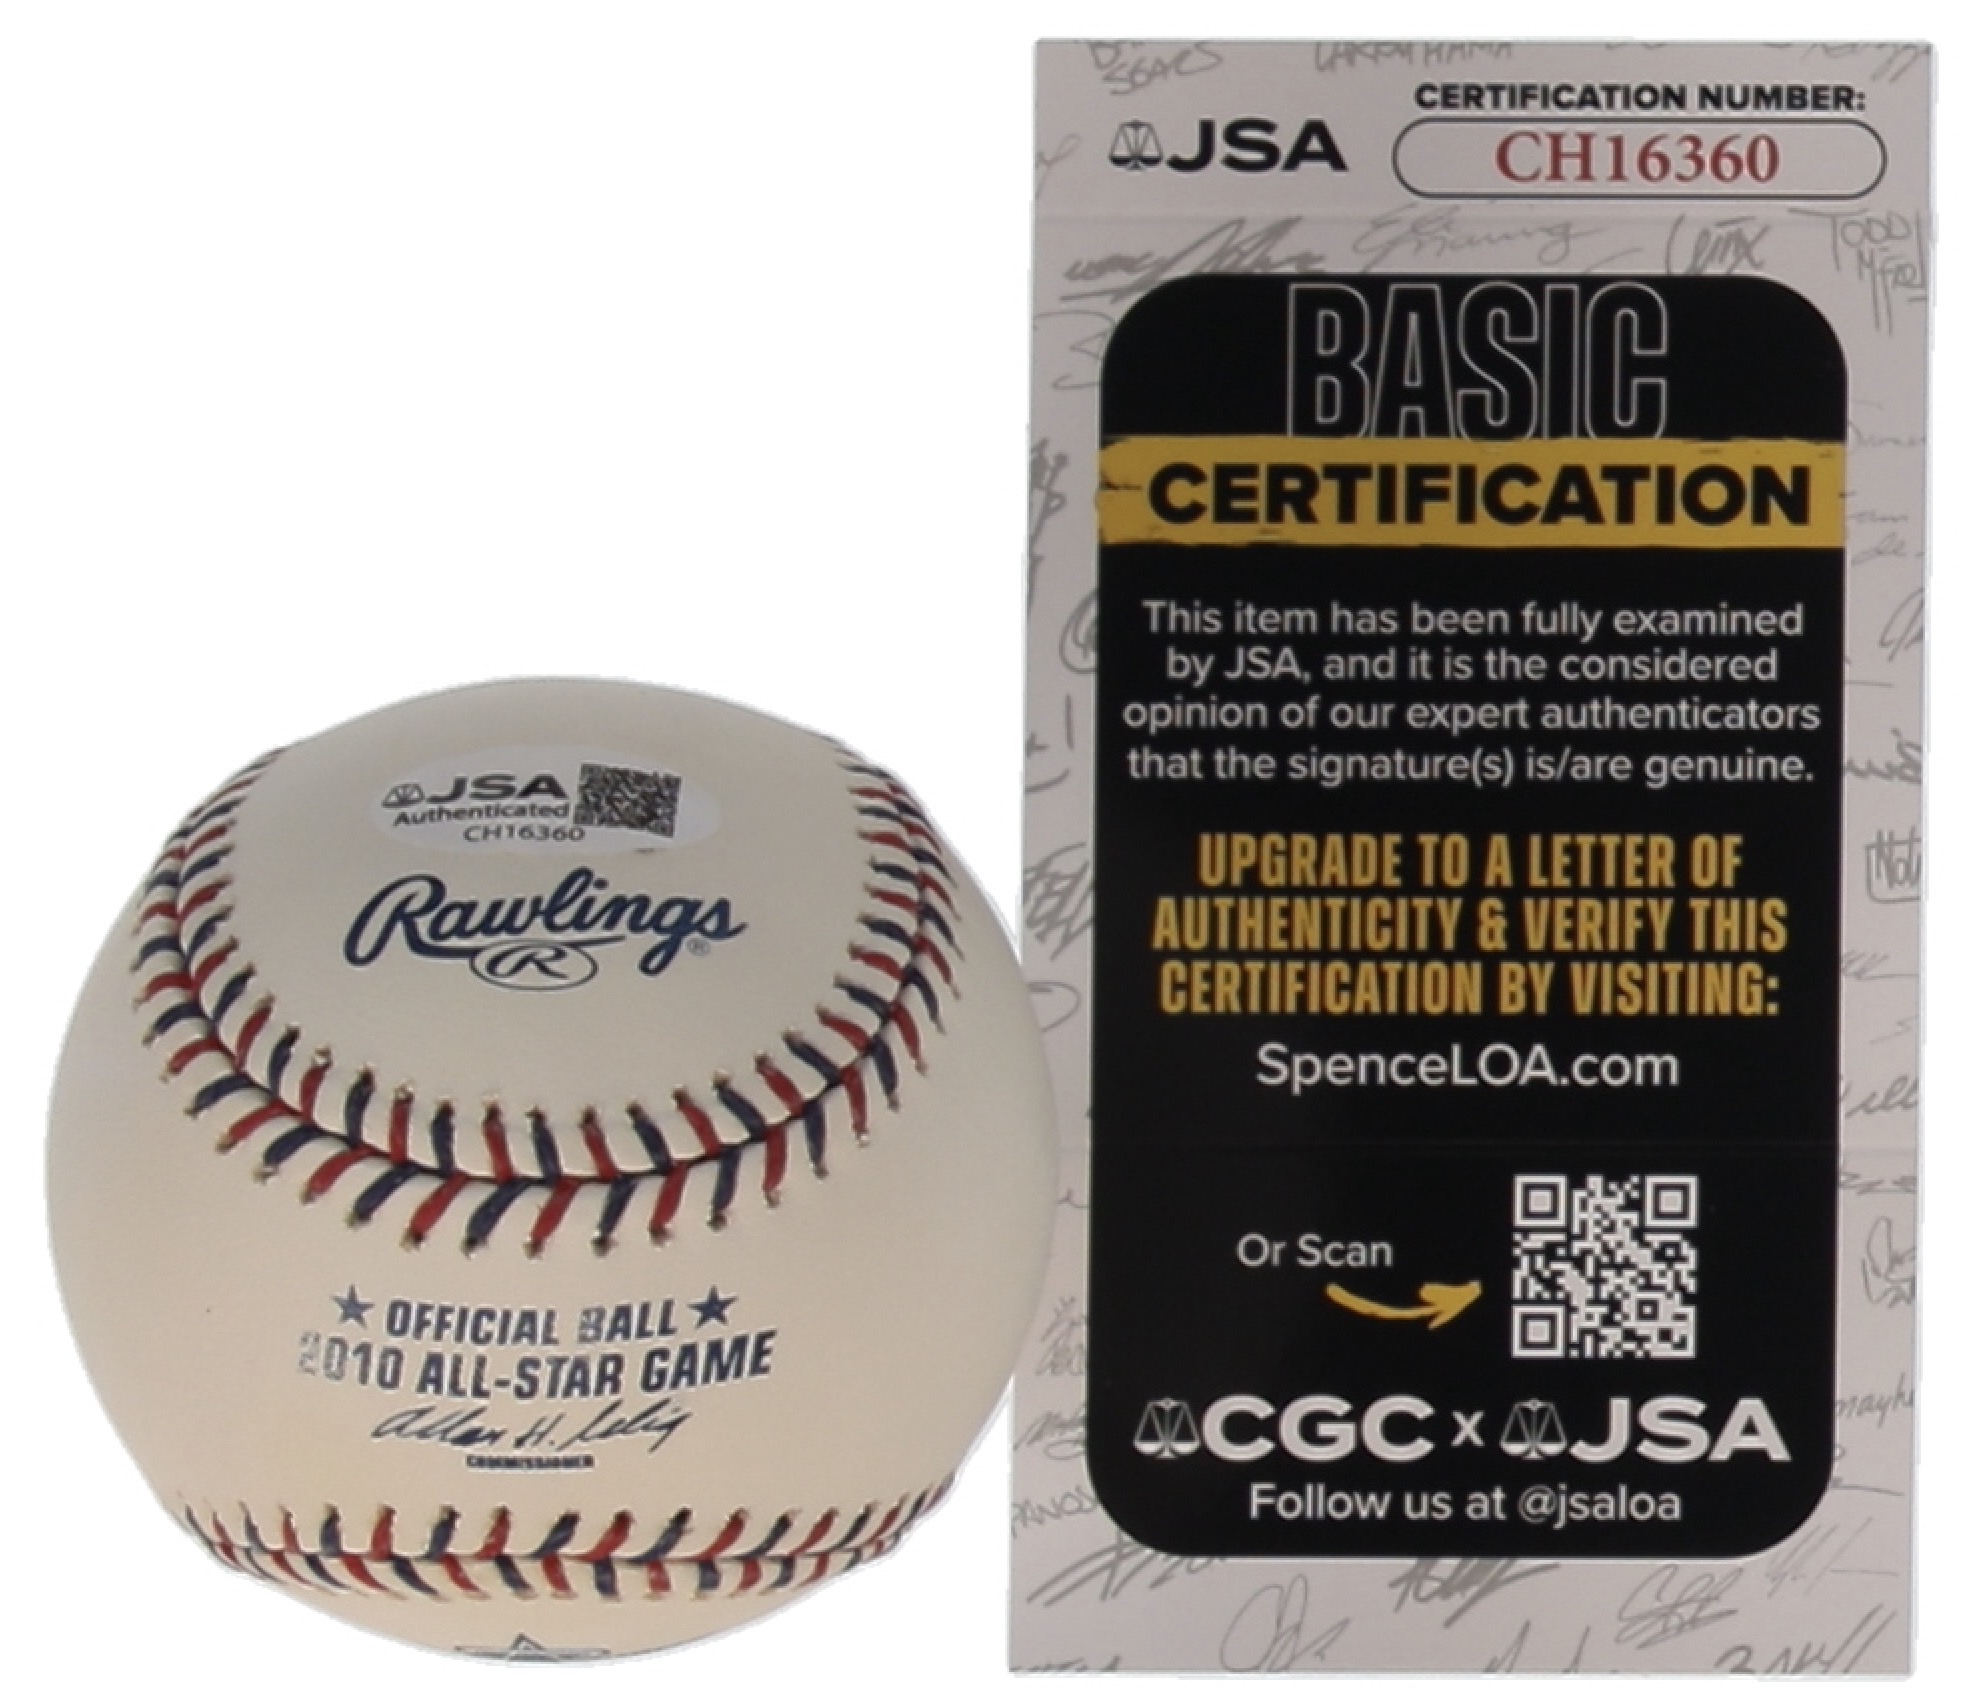 JSA
Authenticated
CH16360
Rawlings
R
OFFICIAL BALL
2010 ALL-STAR GAME
Allan H. Selig
COMMISSIONER
CERTIFICATION NUMBER:
JSA
CH16360
BASIC
CERTIFICATION
This item has been fully examined
by JSA, and it is the considered
opinion of our expert authenticators
that the signature(s) is/are genuine.
UPGRADE TO A LETTER OF
AUTHENTICITY & VERIFY THIS
CERTIFICATION BY VISITING:
SpenceLOA.com
Or Scan
CGC x JSA
Follow us at @jsaloa